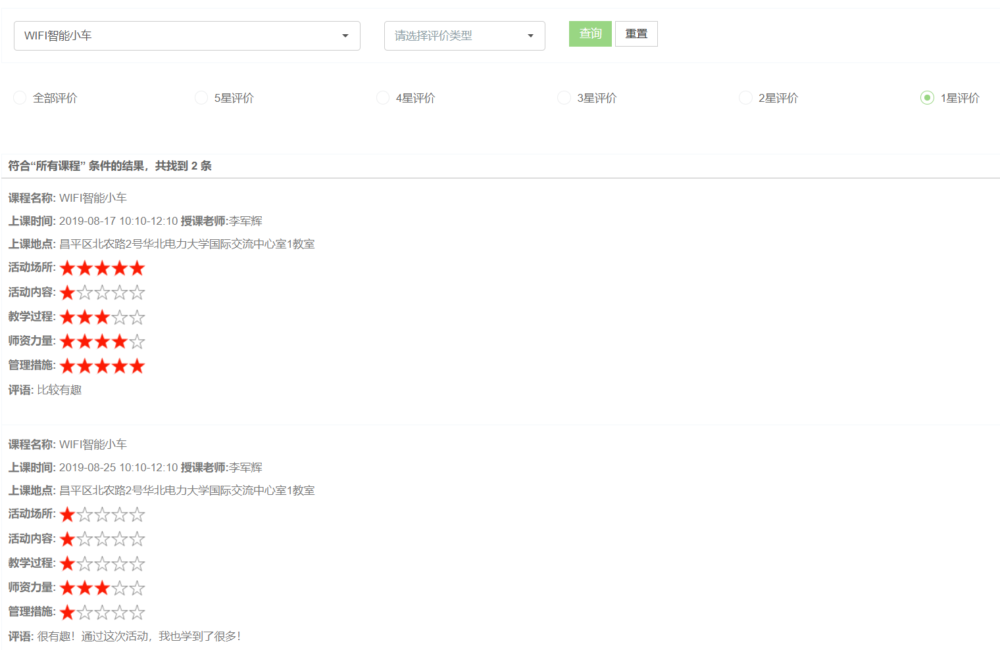 WIFI智能小车 请选择评价类型 查询 重置
全部评价 5星评价 4星评价 3星评价 2星评价 1星评价
符合“所有课程” 条件的结果，共找到 2 条
课程名称: WIFI智能小车
上课时间: 2019-08-17 10:10-12:10 授课老师:李军辉
上课地点: 昌平区北农路2号华北电力大学国际交流中心室1教室
活动场所:
活动内容:
教学过程:
师资力量:
管理措施:
评语: 比较有趣
课程名称: WIFI智能小车
上课时间: 2019-08-25 10:10-12:10 授课老师:李军辉
上课地点: 昌平区北农路2号华北电力大学国际交流中心室1教室
活动场所:
活动内容:
教学过程:
师资力量:
管理措施:
评语: 很有趣！通过这次活动，我也学到了很多！